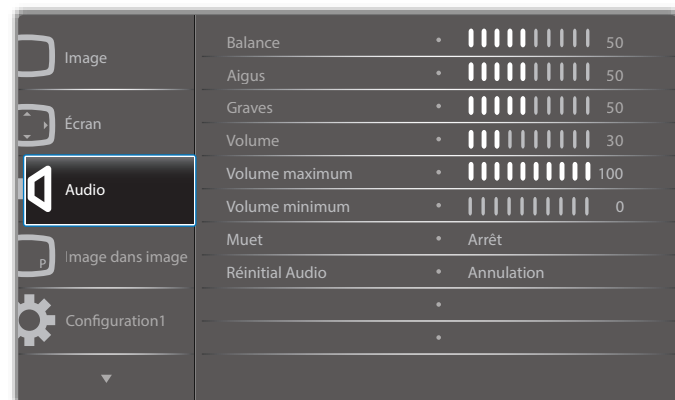 Image
Écran
Audio
P
Image dans image
Configuration1
Balance • 50
Aigus • 50
Graves • 50
Volume • 30
Volume maximum • 100
Volume minimum • 0
Muet • Arrêt
Réinitial Audio • Annulation
•
•